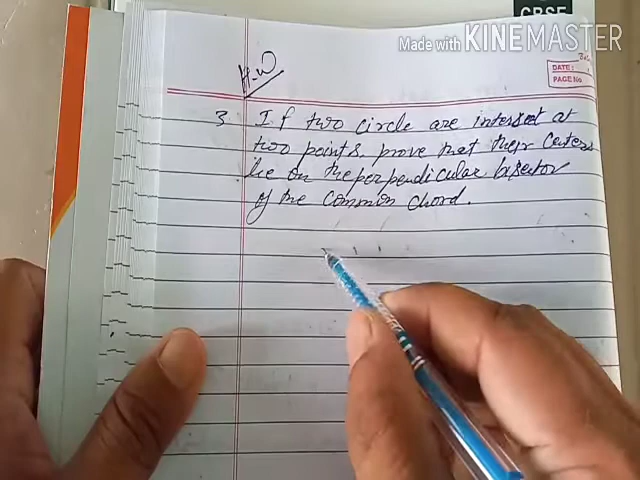 CBSE
Made with KINEMASTER
DATE:
PAGE No.
H.W
3 If two circle are intersect at
two points, prove that their Centers
lie on the perpendicular bisector
of the common chord.